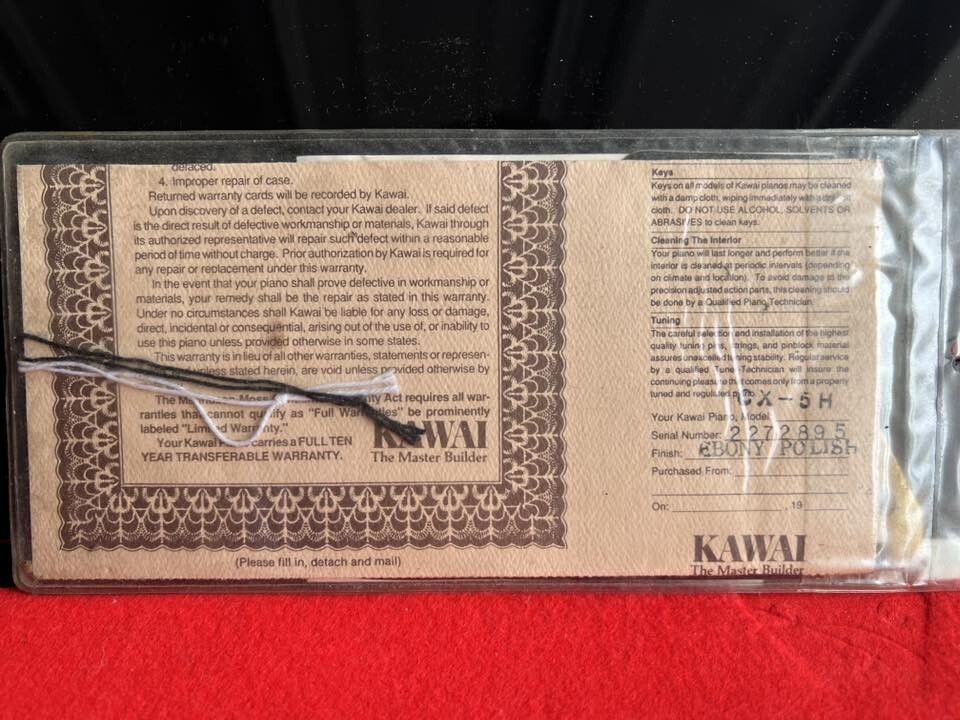 defaced.
4. Improper repair of case.
Returned warranty cards will be recorded by Kawai.
Upon discovery of a defect, contact your Kawai dealer. If said defect
is the direct result of defective workmanship or materials, Kawai through
its authorized representative will repair such defect within a reasonable
period of time without charge. Prior authorization by Kawai is required for
any repair or replacement under this warranty.
In the event that your piano shall prove defective in workmanship or
materials, your remedy shall be the repair as stated in this warranty.
Under no circumstances shall Kawai be liable for any loss or damage,
direct, incidental or consequential, arising out of the use of, or inability to
use this piano unless provided otherwise in some states.
This warranty is in lieu of all other warranties, statements or represen-
unless stated herein, are void unless provided otherwise by
The Act requires all war-
ranties that cannot qualify as "Full Warranties" be prominently
labeled "Limited Warranty."
Your Kawai carries a FULL TEN
YEAR TRANSFERABLE WARRANTY.
KAWAI
The Master Builder
(Please fill in, detach and mail)
Keys
Keys on all models of Kawai pianos may be cleaned
with a damp cloth, wiping immediately with a dry
cloth. DO NOT USE ALCOHOL, SOLVENTS OR
ABRASIVES to clean keys.
Cleaning The Interior
Your piano will last longer and perform better if the
interior is cleaned at periodic intervals (depending
on climate and location). To avoid damage to the
precision adjusted action parts, this cleaning should
be done by a Qualified Piano Technician.
Tuning
The careful selection and installation of the highest
quality tuning pins, strings, and pinblock material
assures unexcelled tuning stability. Regular service
by a qualified Tuner-Technician will insure the
continuing pleasure that comes only from a properly
tuned and regulated
CX-5H
Your Kawai Piano, Model
Serial Number: 2272895
Finish: EBONY POLISH
Purchased From:
On: , 19
KAWAI
The Master Builder